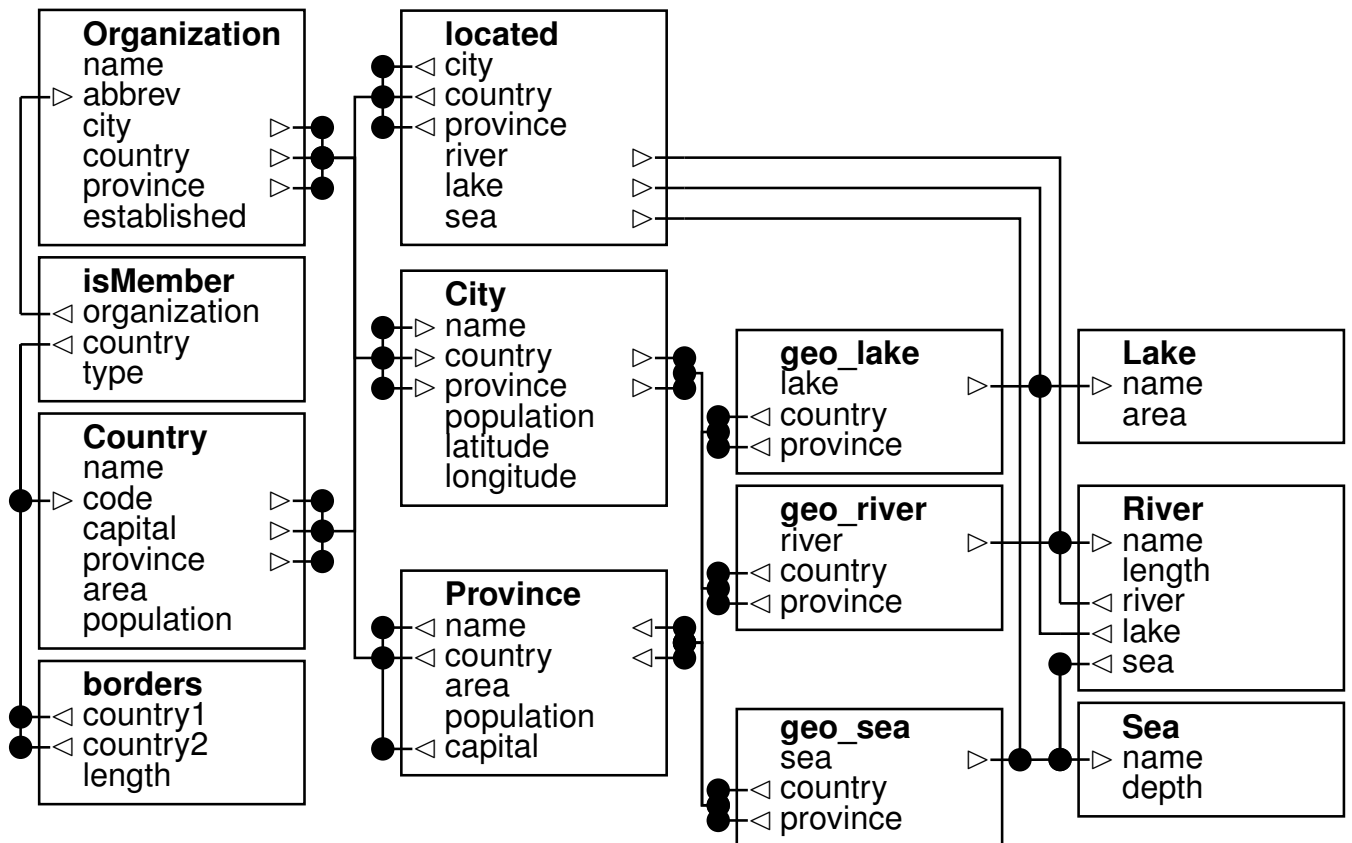 Organization
name
abbrev
city
country
province
established
isMember
organization
country
type
Country
name
code
capital
province
area
population
borders
country1
country2
length
located
city
country
province
river
lake
sea
City
name
country
province
population
latitude
longitude
Province
name
country
area
population
capital
geo_lake
lake
country
province
geo_river
river
country
province
geo_sea
sea
country
province
Lake
name
area
River
name
length
river
lake
sea
Sea
name
depth